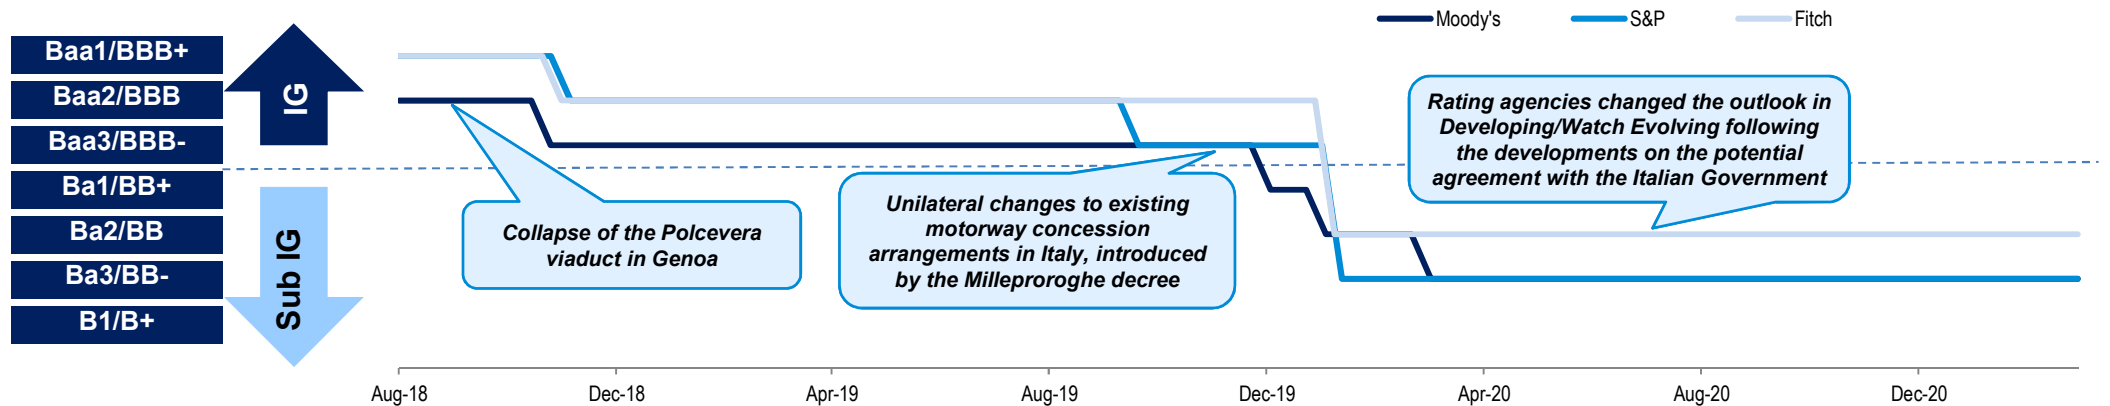 Moody's
S&P
Fitch
Baa1/BBB+
Baa2/BBB
Baa3/BBB-
Ba1/BB+
Ba2/BB
Ba3/BB-
B1/B+
IG
Sub IG
Collapse of the Polcevera
viaduct in Genoa
Unilateral changes to existing
motorway concession
arrangements in Italy, introduced
by the Milleproroghe decree
Rating agencies changed the outlook in
Developing/Watch Evolving following
the developments on the potential
agreement with the Italian Government
Aug-18
Dec-18
Apr-19
Aug-19
Dec-19
Apr-20
Aug-20
Dec-20